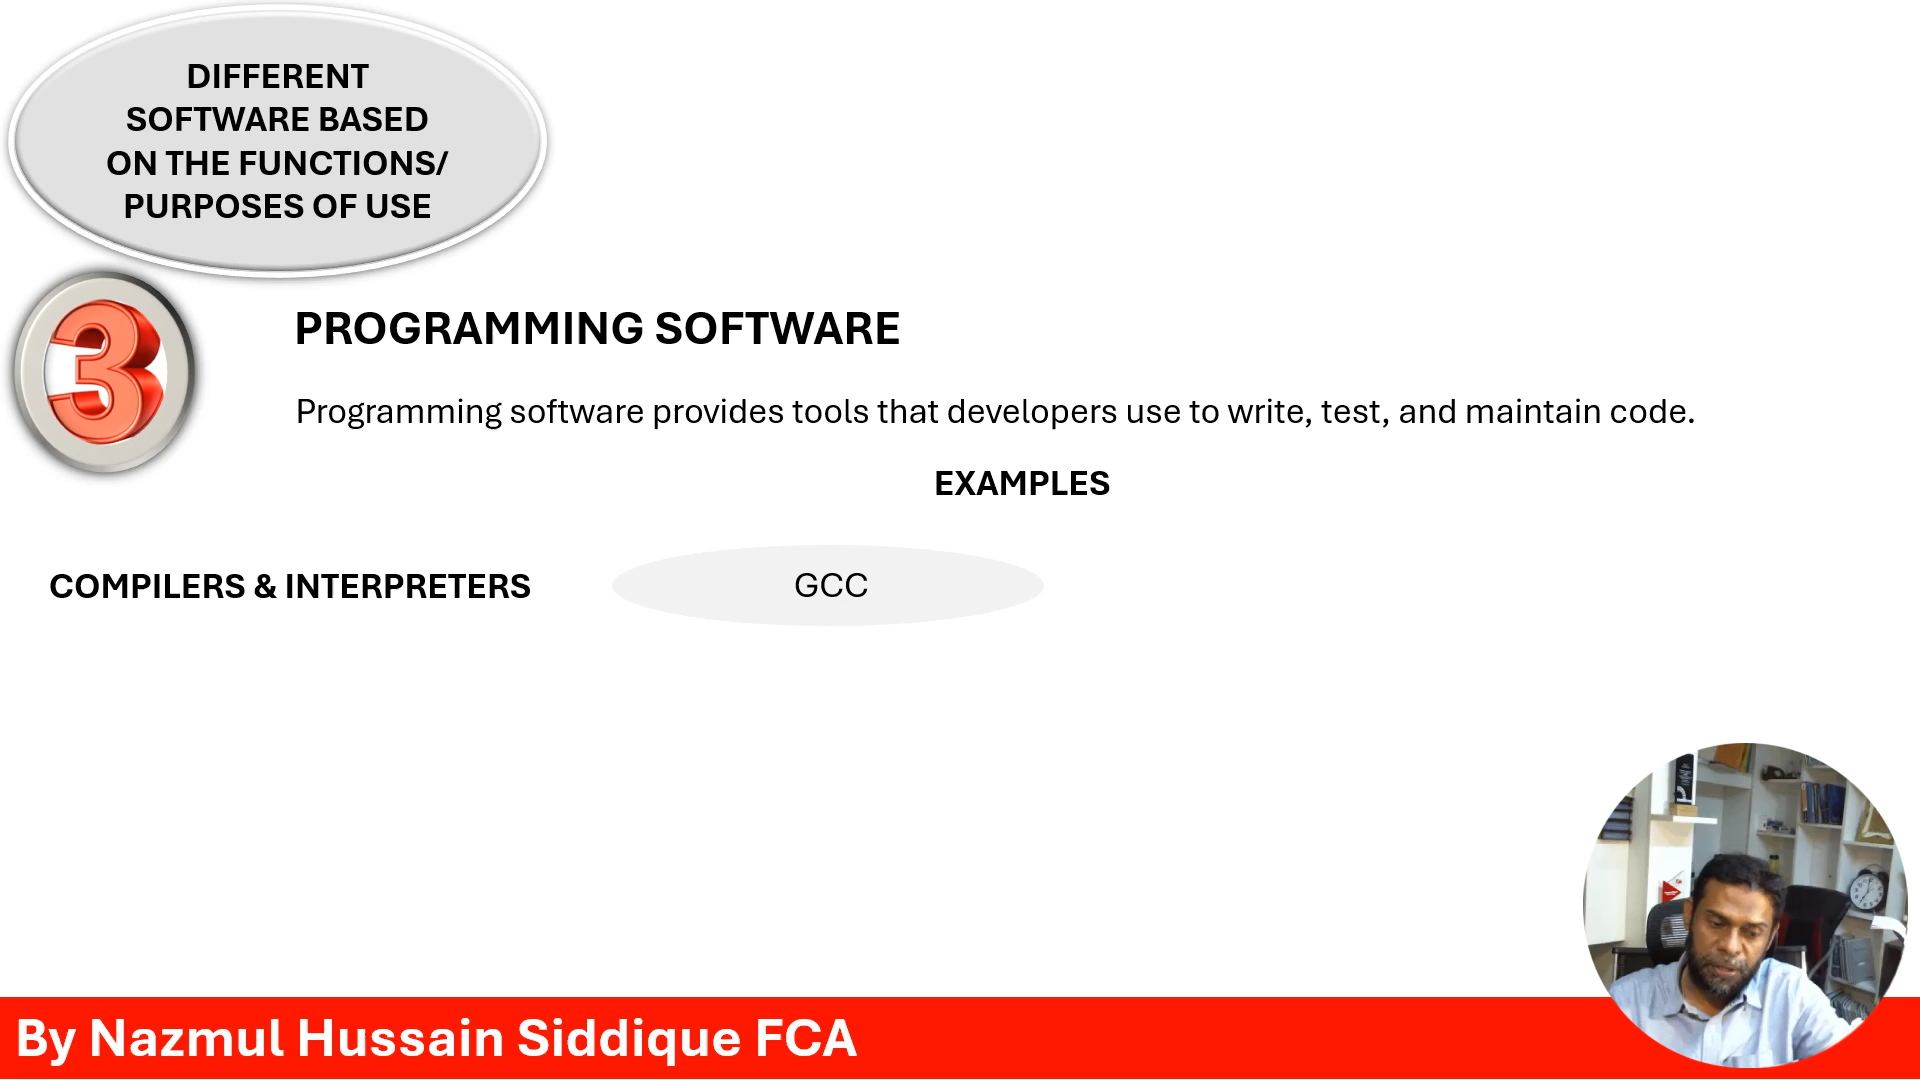 DIFFERENT
SOFTWARE BASED
ON THE FUNCTIONS/
PURPOSES OF USE
3
PROGRAMMING SOFTWARE
Programming software provides tools that developers use to write, test, and maintain code.
EXAMPLES
COMPILERS & INTERPRETERS
GCC
By Nazmul Hussain Siddique FCA